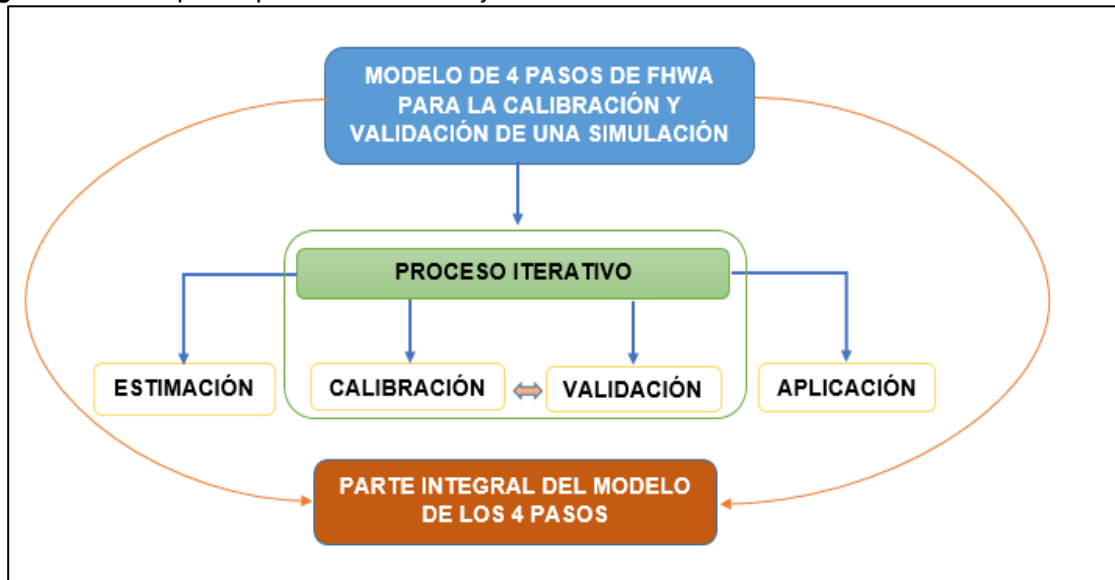 MODELO DE 4 PASOS DE FHWA
PARA LA CALIBRACIÓN Y
VALIDACIÓN DE UNA SIMULACIÓN
PROCESO ITERATIVO
ESTIMACIÓN
CALIBRACIÓN
VALIDACIÓN
APLICACIÓN
PARTE INTEGRAL DEL MODELO
DE LOS 4 PASOS